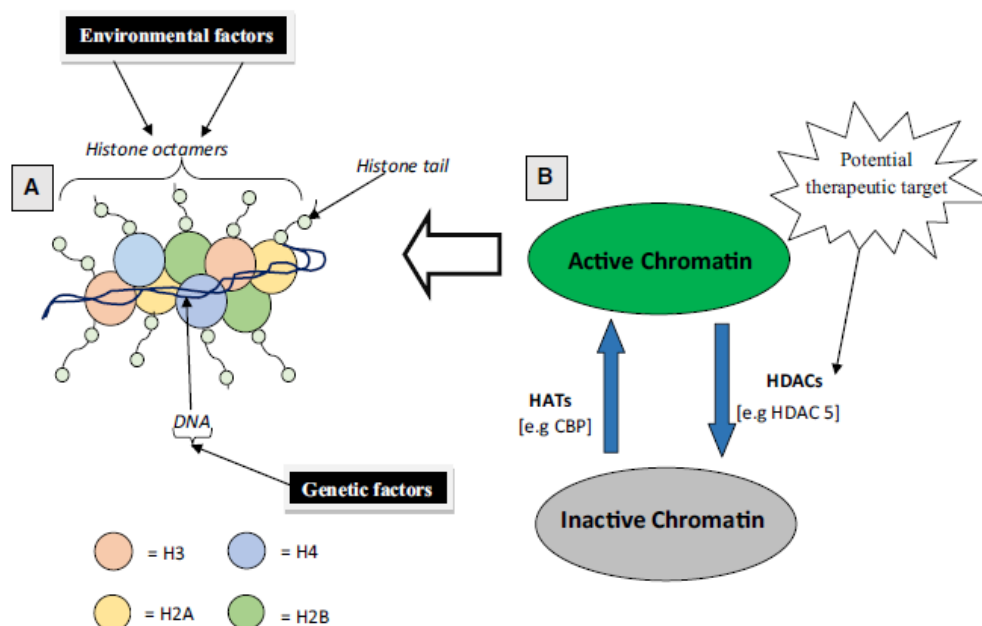 Environmental factors
Histone octamers
A
Histone tail
DNA
Genetic factors
= H3
= H4
= H2A
= H2B
B
Potential
therapeutic target
Active Chromatin
HATs
[e.g CBP]
HDACs
[e.g HDAC 5]
Inactive Chromatin